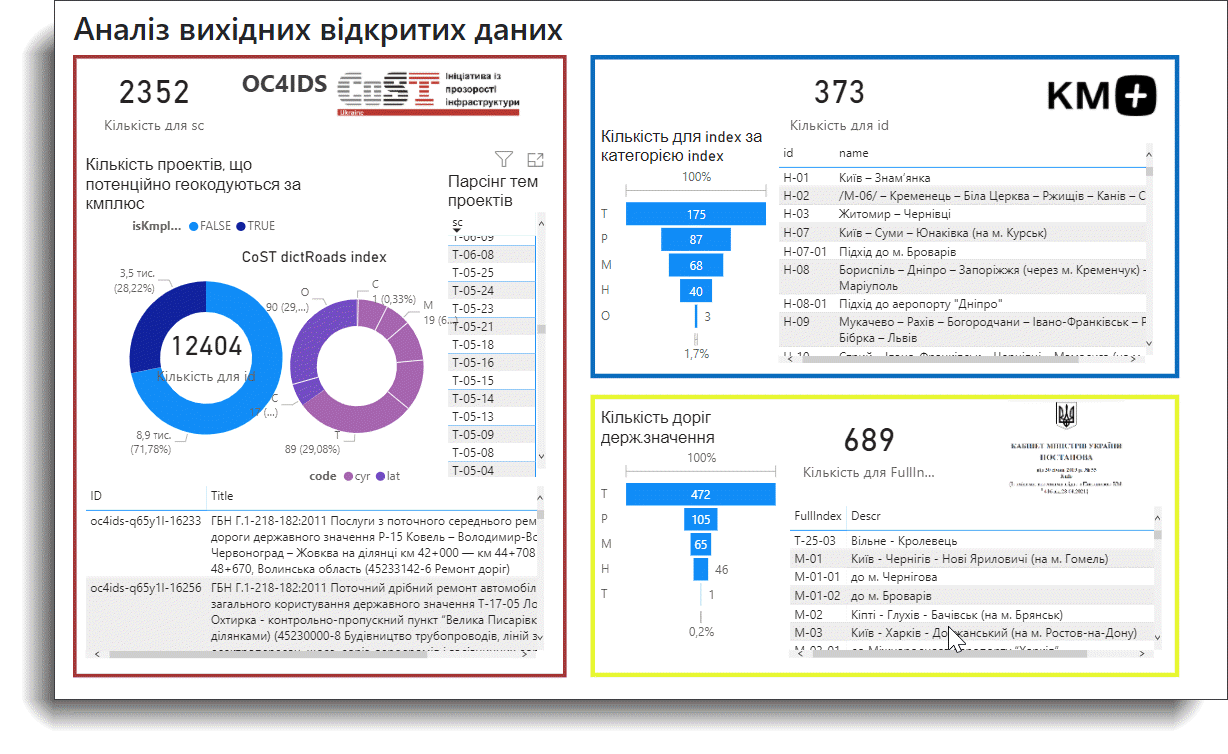 Аналіз вихідних відкритих даних
2352
Кількість для sc
OC4IDS
CoST
Ukraine
Ініціатива із
прозорості
інфраструктури
Кількість проектів, що
потенційно геокодуються за
кмплюс
isKmpl... FALSE TRUE
3,5 тис.
(28,22%)
12404
Кількість для id
8,9 тис.
(71,78%)
CoST dictRoads index
О
90 (29,...)
С
1 (0,33%)
М
19 (6...
С
(...)
Т
89 (29,08%)
code cyr lat
Парсінг тем
проектів
sc
Т-06-09
Т-06-08
Т-05-25
Т-05-24
Т-05-23
Т-05-21
Т-05-18
Т-05-16
Т-05-15
Т-05-14
Т-05-13
Т-05-09
Т-05-08
Т-05-04
ID Title
oc4ids-q65y1l-16233 ГБН Г.1-218-182:2011 Послуги з поточного середнього рем
дороги державного значення Р-15 Ковель – Володимир-Во
Червоноград – Жовква на ділянці км 42+000 — км 44+708
48+670, Волинська область (45233142-6 Ремонт доріг)
oc4ids-q65y1l-16256 ГБН Г.1-218-182:2011 Поточний дрібний ремонт автомобіл
загального користування державного значення Т-17-05 Ло
Охтирка - контрольно-пропускний пункт "Велика Писарівк
ділянками) (45230000-8 Будівництво трубопроводів, ліній з
373
Кількість для id
KM+
Кількість для index за
категорією index
100%
Т 175
Р 87
М 68
Н 40
О 3
1,7%
id name
Н-01 Київ – Знам'янка
Н-02 /М-06/ – Кременець – Біла Церква – Ржищів – Канів – С
Н-03 Житомир – Чернівці
Н-07 Київ – Суми – Юнаківка (на м. Курськ)
Н-07-01 Підхід до м. Броварів
Н-08 Бориспіль – Дніпро – Запоріжжя (через м. Кременчук) –
Маріуполь
Н-08-01 Підхід до аеропорту "Дніпро"
Н-09 Мукачево – Рахів – Богородчани – Івано-Франківськ – Р
Бібрка – Львів
Кількість доріг
держ.значення
100%
Т 472
Р 105
М 65
Н 46
Т 1
0,2%
689
Кількість для FullIn...
КАБІНЕТ МІНІСТРІВ УКРАЇНИ
ПОСТАНОВА
Київ
FullIndex Descr
Т-25-03 Вільне - Кролевець
М-01 Київ - Чернігів - Нові Яриловичі (на м. Гомель)
М-01-01 до м. Чернігова
М-01-02 до м. Броварів
М-02 Кіпті - Глухів - Бачівськ (на м. Брянськ)
М-03 Київ - Харків - Довжанський (на м. Ростов-на-Дону)